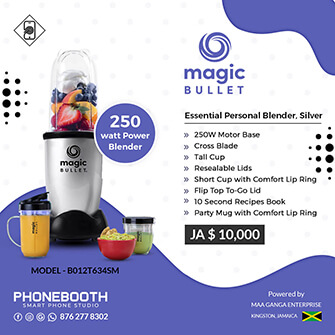 magic
BULLET
250
watt Power
Blender
magic
BULLET
Essential Personal Blender, Silver
» 250W Motor Base
» Cross Blade
» Tall Cup
» Resealable Lids
» Short Cup with Comfort Lip Ring
» Flip Top To-Go Lid
» 10 Second Recipes Book
» Party Mug with Comfort Lip Ring
JA $ 10,000
MODEL - B012T634SM
PHONEBOOTH
SMART PHONE STUDIO
876 277 8302
Powered by
MAA GANGA ENTERPRISE
KINGSTON, JAMAICA